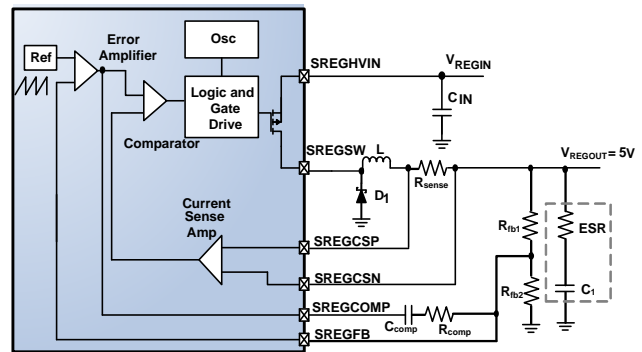 Ref
Error
Amplifier
Osc
Logic and
Gate
Drive
Comparator
Current
Sense
Amp
SREGHVIN
VREGIN
CIN
SREGSW
L
Rsense
D1
VREGOUT = 5V
Rfb1
ESR
Rfb2
C1
SREGCSP
SREGCSN
SREGCOMP
Ccomp
Rcomp
SREGFB